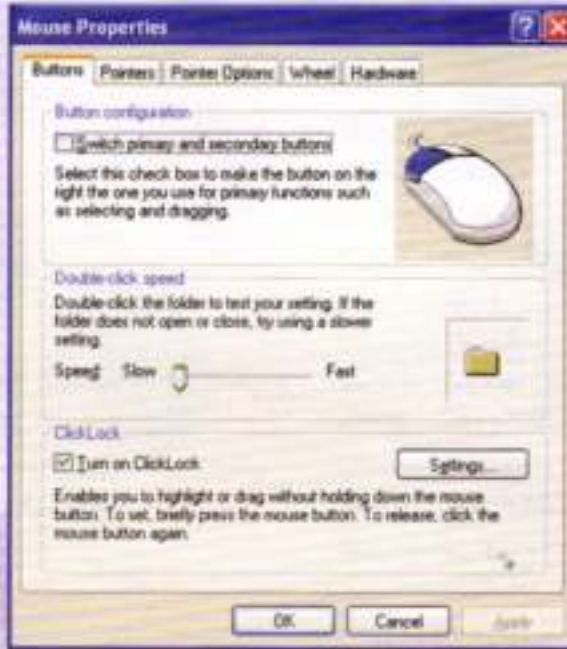 Mouse Properties
Buttons Pointers Pointer Options Wheel Hardware
Button configuration
Switch primary and secondary buttons
Select this check box to make the button on the
right the one you use for primary functions such
as selecting and dragging.
Double-click speed
Double-click the folder to test your setting. If the
folder does not open or close, try using a slower
setting.
Speed: Slow Fast
ClickLock
Turn on ClickLock
Settings...
Enables you to highlight or drag without holding down the mouse
button. To set, briefly press the mouse button. To release, click the
mouse button again.
OK Cancel Apply